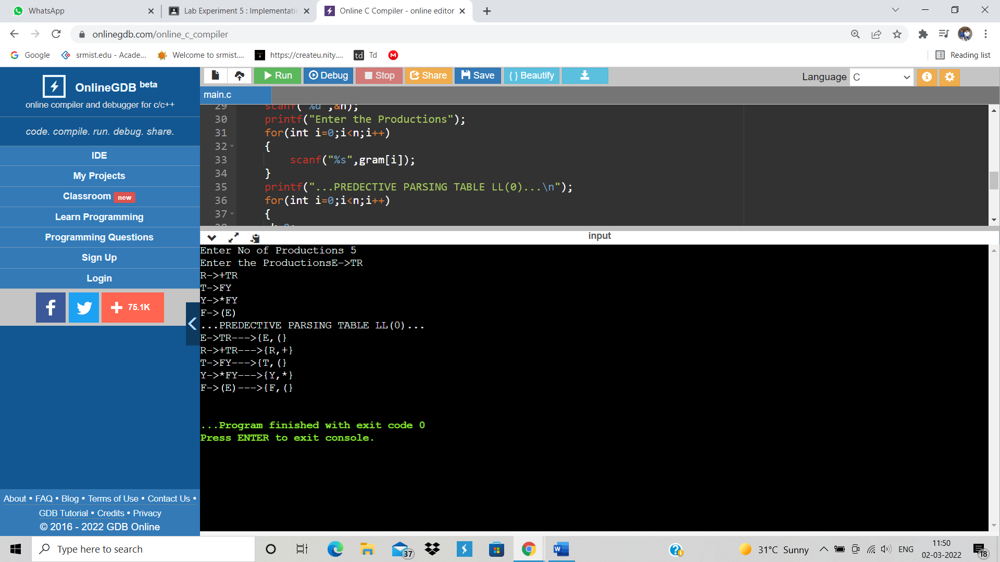 WhatsApp
Lab Experiment 5 : Implementatic
Online C Compiler - online editor
onlinegdb.com/online_c_compiler
Google
srmist.edu - Acade...
Welcome to srmist....
https://createu.nity....
td Td
M
Reading list
OnlineGDB beta
online compiler and debugger for c/c++
code. compile. run. debug. share.
IDE
My Projects
Classroom new
Learn Programming
Programming Questions
Sign Up
Login
75.1K
About • FAQ • Blog • Terms of Use • Contact Us •
GDB Tutorial • Credits • Privacy
© 2016 - 2022 GDB Online
Run
Debug
Stop
Share
Save
{ } Beautify
Language C
main.c
29 scanf("%d",&n);
30 printf("Enter the Productions");
31 for(int i=0;i<n;i++)
32 {
33 scanf("%s",gram[i]);
34 }
35 printf("...PREDECTIVE PARSING TABLE LL(0)...\n");
36 for(int i=0;i<n;i++)
37 {
input
Enter No of Productions 5
Enter the ProductionsE->TR
R->+TR
T->FY
Y->*FY
F->(E)
...PREDECTIVE PARSING TABLE LL(0)...
E->TR--->{E,(}
R->+TR--->{R,+}
T->FY--->{T,(}
Y->*FY--->{Y,*}
F->(E)--->{F,(}
...Program finished with exit code 0
Press ENTER to exit console.
Type here to search
37
31°C Sunny
ENG
11:50
02-03-2022
18